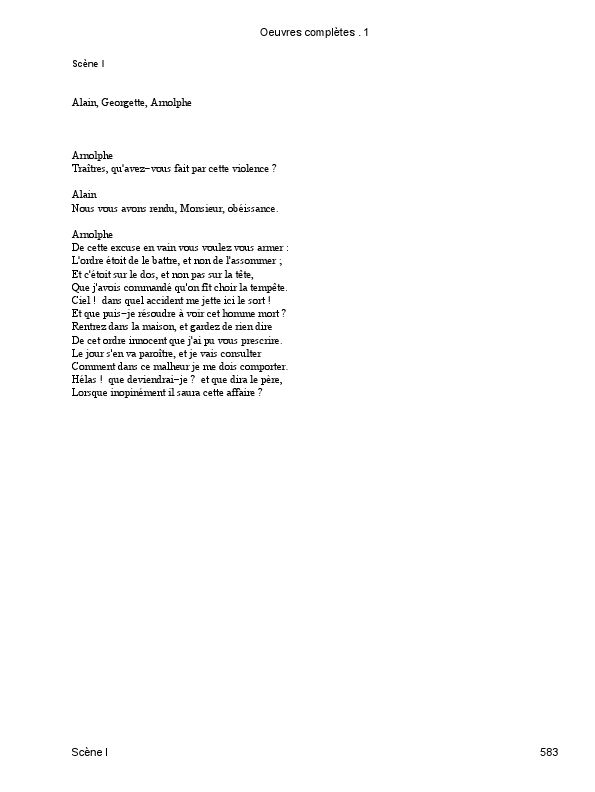 Oeuvres complètes . 1
Scène I
Alain, Georgette, Arnolphe
Arnolphe
Traîtres, qu'avez−vous fait par cette violence ?
Alain
Nous vous avons rendu, Monsieur, obéissance.
Arnolphe
De cette excuse en vain vous voulez vous armer :
L'ordre étoit de le battre, et non de l'assommer ;
Et c'étoit sur le dos, et non pas sur la tête,
Que j'avois commandé qu'on fît choir la tempête.
Ciel ! dans quel accident me jette ici le sort !
Et que puis−je résoudre à voir cet homme mort ?
Rentrez dans la maison, et gardez de rien dire
De cet ordre innocent que j'ai pu vous prescrire.
Le jour s'en va paroître, et je vais consulter
Comment dans ce malheur je me dois comporter.
Hélas ! que deviendrai−je ? et que dira le père,
Lorsque inopinément il saura cette affaire ?
Scène I
583